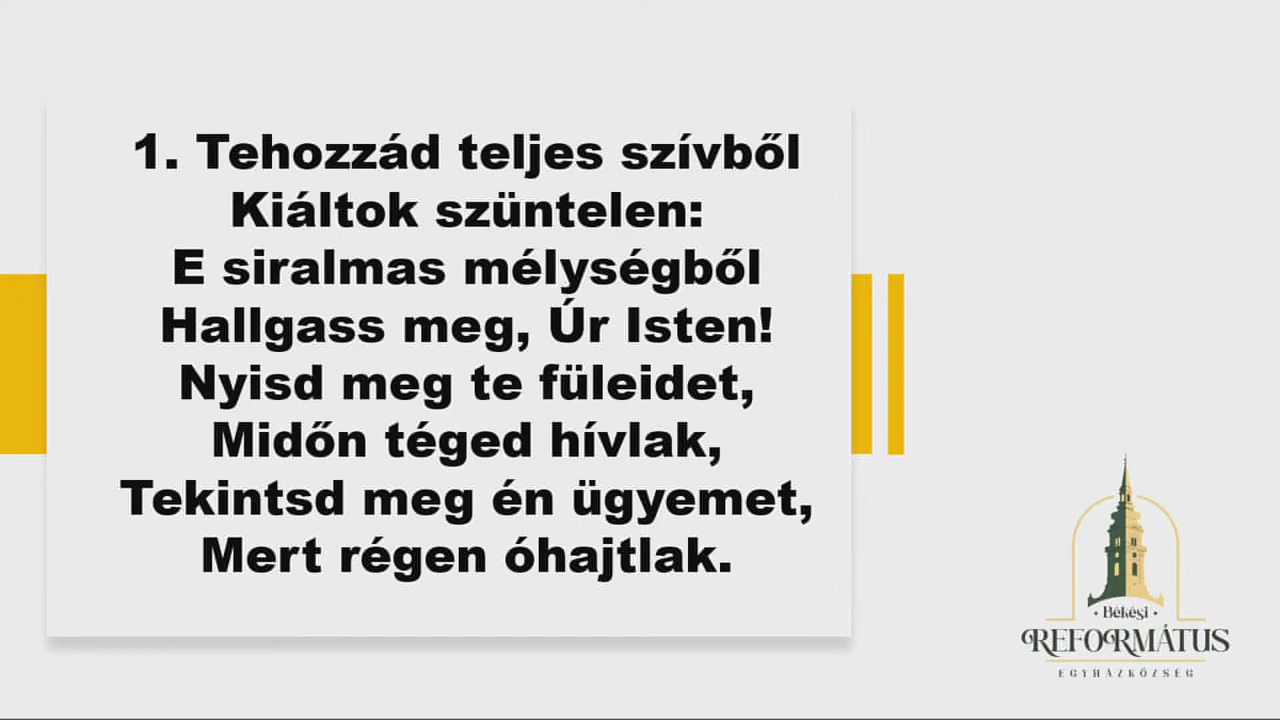 1. Tehozzád teljes szívből
Kiáltok szüntelen:
E siralmas mélységből
Hallgass meg, Úr Isten!
Nyisd meg te füleidet,
Midőn téged hívlak,
Tekintsd meg én ügyemet,
Mert régen óhajtlak.
• Békési •
REFORMÁTUS
EGYHÁZKÖZSÉG